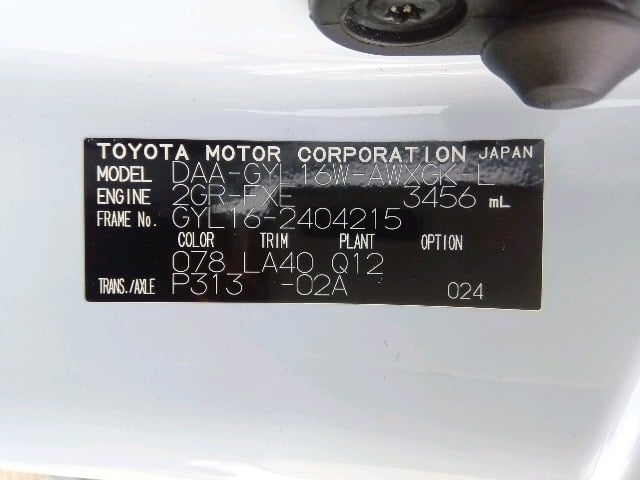 TOYOTA MOTOR CORPORATION JAPAN
MODEL DAA-GYL16W-AWXGK-L
ENGINE 2GR-FXE 3456 mL
FRAME No. GYL16-2404215
COLOR TRIM PLANT OPTION
078 LA40 Q12
TRANS./AXLE P313 -02A 024